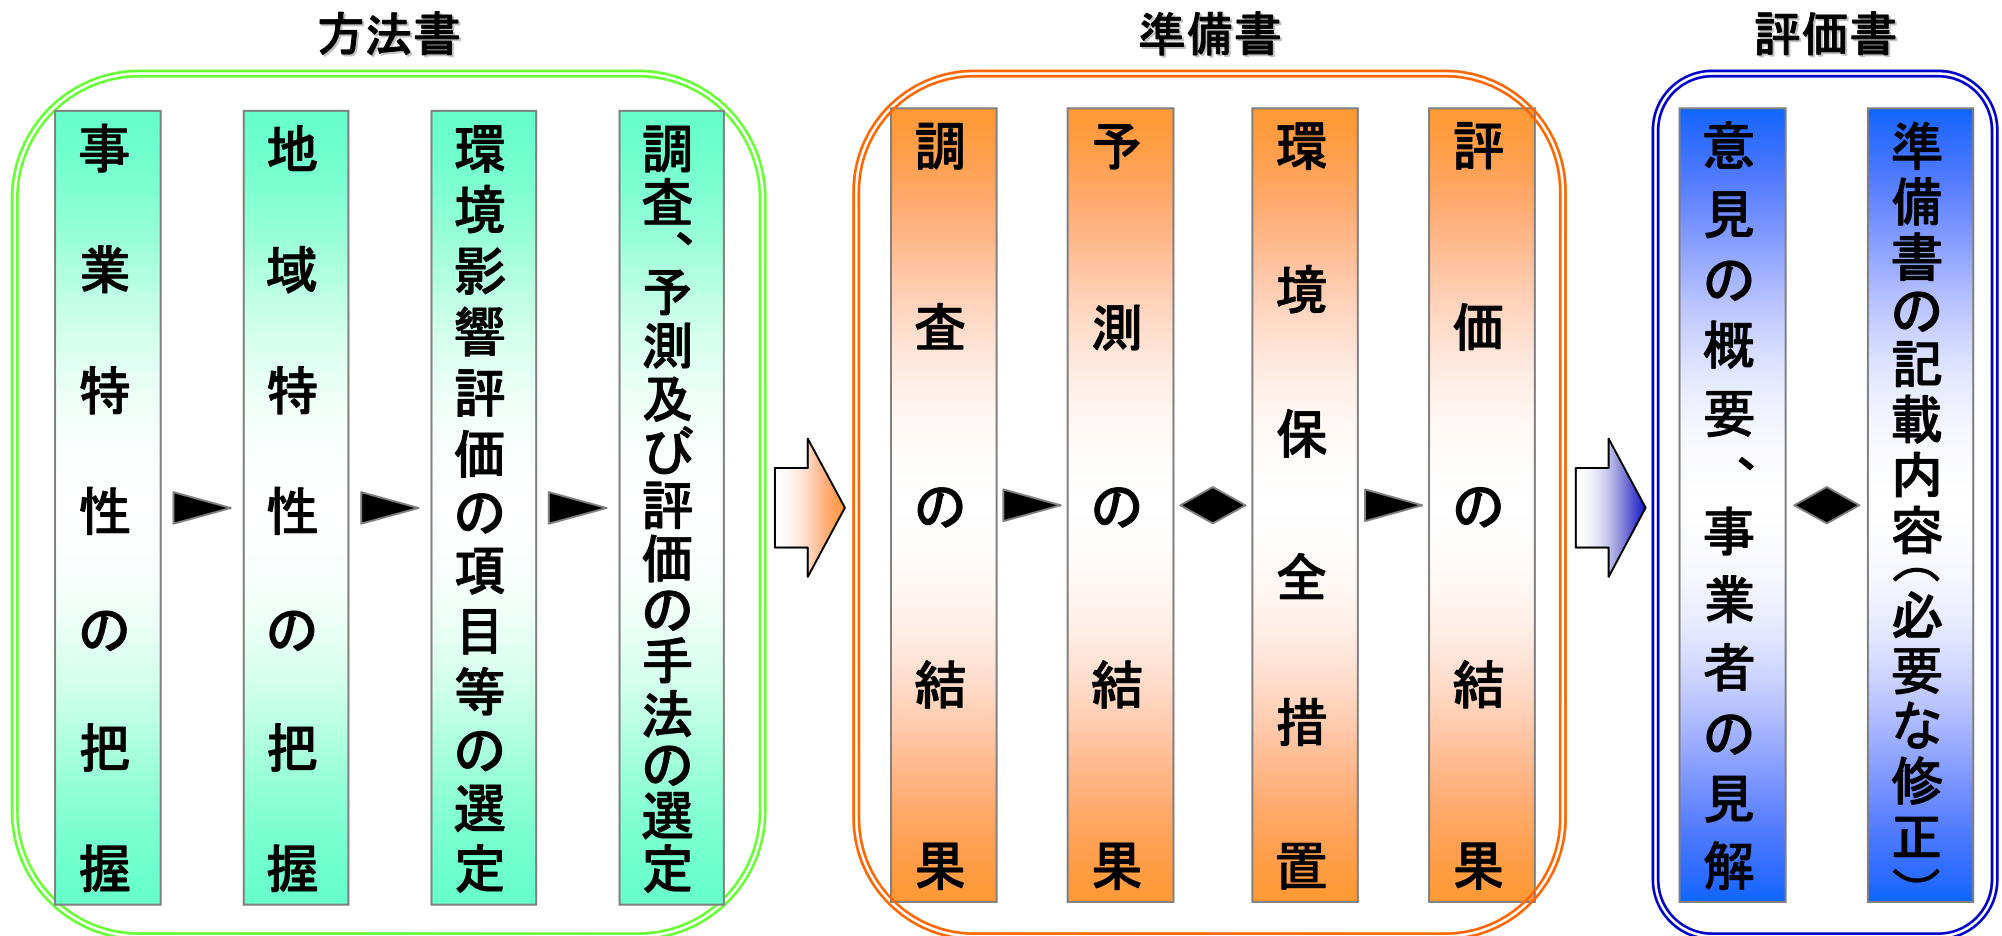 方法書
事業特性の把握
地域特性の把握
環境影響評価の項目等の選定
調査、予測及び評価の手法の選定
準備書
調査の結果
予測の結果
環境保全措置
評価の結果
評価書
意見の概要、事業者の見解
準備書の記載内容（必要な修正）